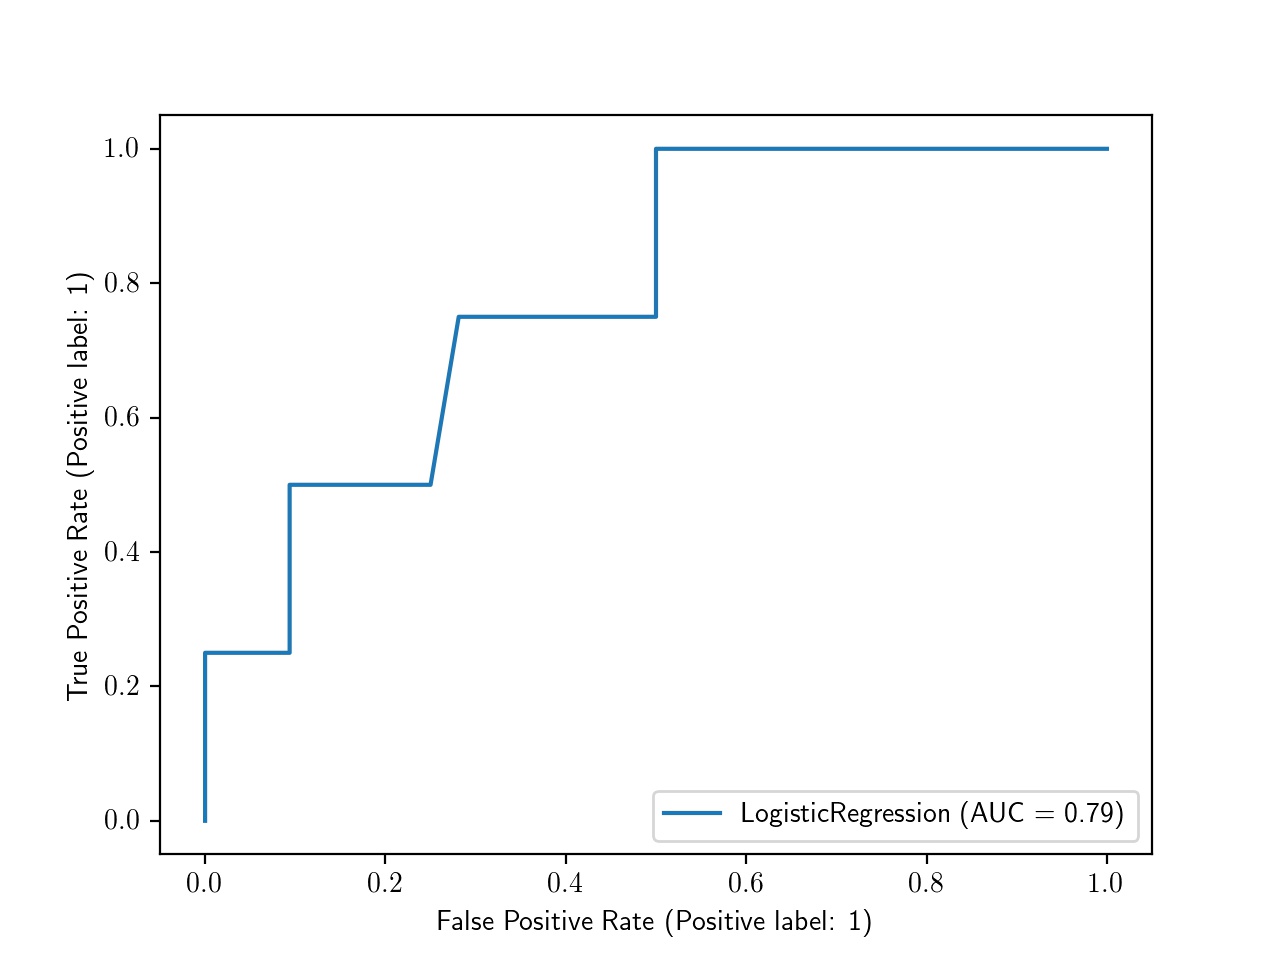 1.0
0.8
0.6
0.4
0.2
0.0
True Positive Rate (Positive label: 1)
LogisticRegression (AUC = 0.79)
0.0 0.2 0.4 0.6 0.8 1.0
False Positive Rate (Positive label: 1)